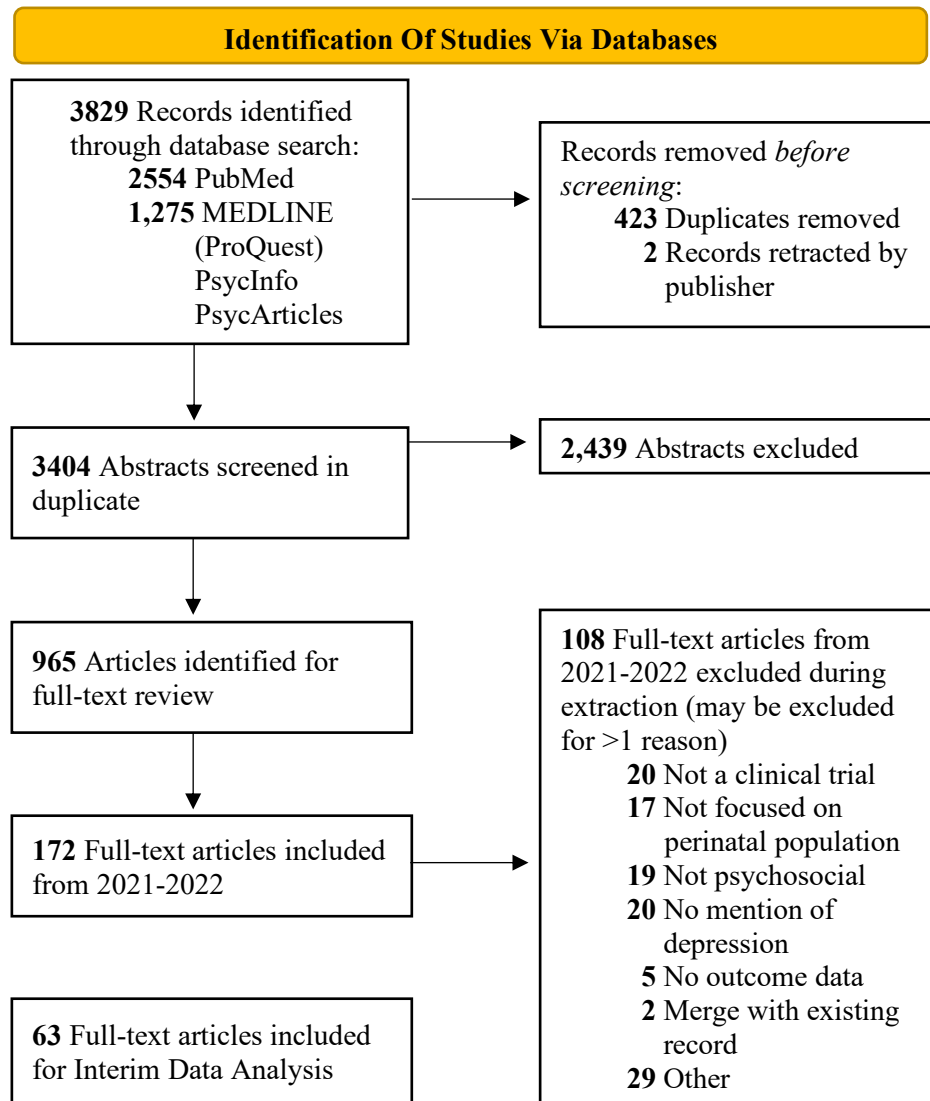 Identification Of Studies Via Databases
3829 Records identified
through database search:
2554 PubMed
1,275 MEDLINE
(ProQuest)
PsycInfo
PsycArticles
Records removed before
screening:
423 Duplicates removed
2 Records retracted by
publisher
3404 Abstracts screened in
duplicate
2,439 Abstracts excluded
965 Articles identified for
full-text review
172 Full-text articles included
from 2021-2022
108 Full-text articles from
2021-2022 excluded during
extraction (may be excluded
for >1 reason)
20 Not a clinical trial
17 Not focused on
perinatal population
19 Not psychosocial
20 No mention of
depression
5 No outcome data
2 Merge with existing
record
29 Other
63 Full-text articles included
for Interim Data Analysis